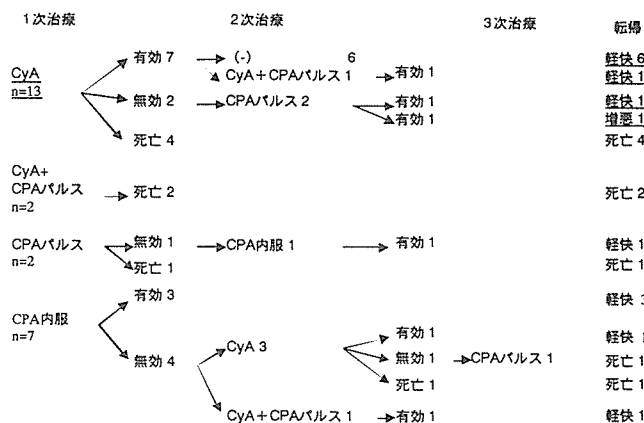 1次治療 2次治療 3次治療 転帰
有効 7 (-) 6 軽快 6
CyA CyA+CPAパルス 1 有効 1 軽快 1
n=13 無効 2 CPAパルス 2 有効 1 軽快 1
有効 1 増悪 1
死亡 4 死亡 4
CyA+
CPAパルス 死亡 2 死亡 2
n=2
CPAパルス 無効 1 CPA内服 1 有効 1 軽快 1
n=2 死亡 1 死亡 1
有効 3 軽快
CPA内服
n=7 有効 1 軽快
CyA 3
無効 4 無効 1 CPAパルス 1 死亡 1
死亡 1 死亡 1
CyA+CPAパルス 1 有効 1 軽快 1